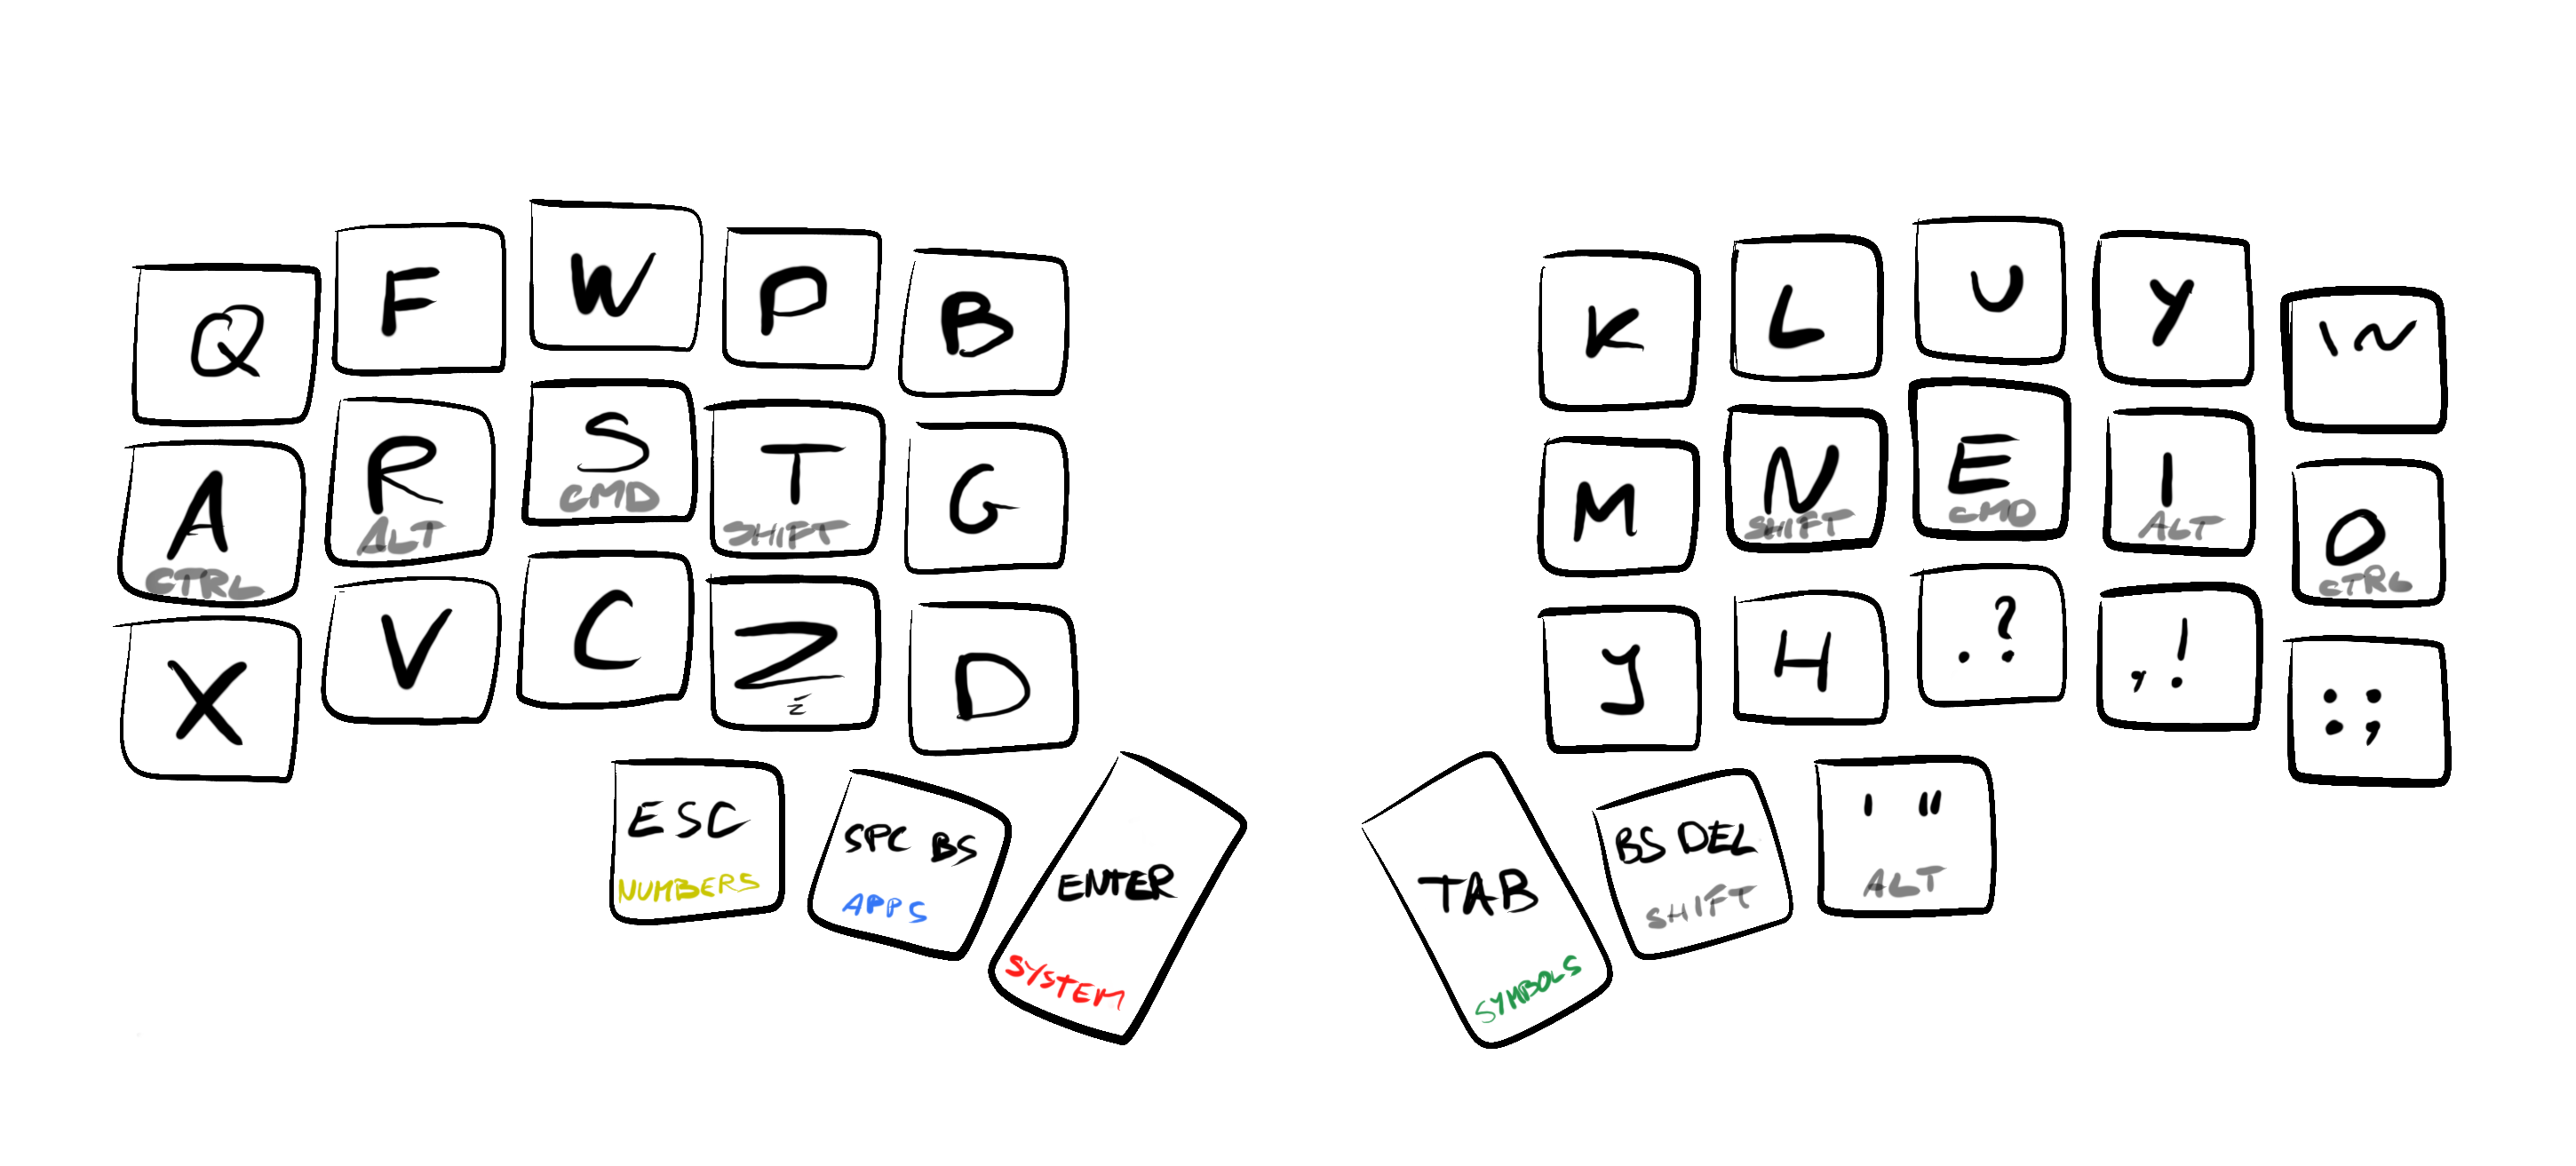 Q F W P B K L U Y ` ~
A R S T G M N E I O
CTRL ALT CMD SHIFT SHIFT CMD ALT CTRL
X V C Z D J H . ? , ! : ;
ESC SPC BS ENTER TAB BS DEL ' "
NUMBERS APPS SYSTEM SYMBOLS SHIFT ALT